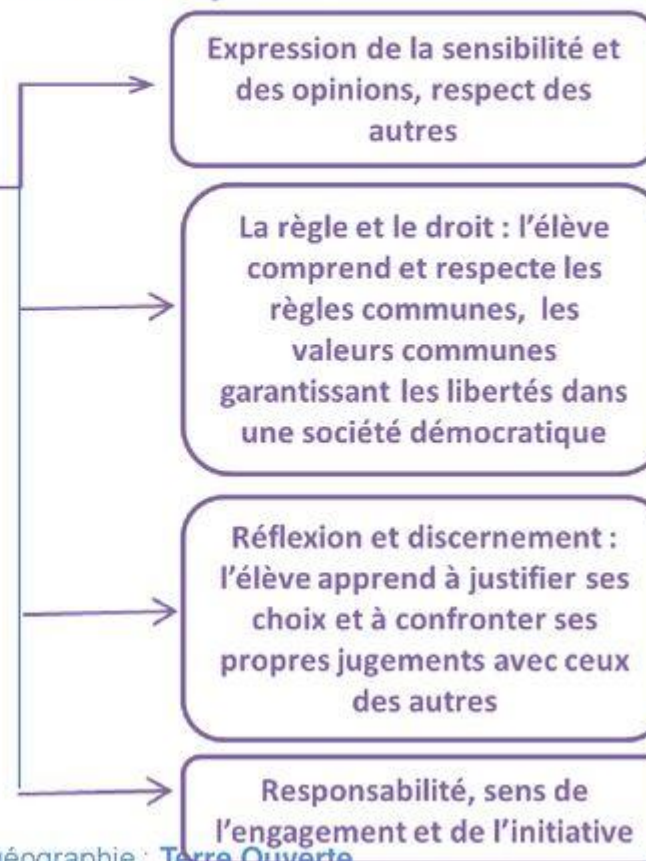 Expression de la sensibilité et
des opinions, respect des
autres
La règle et le droit : l'élève
comprend et respecte les
règles communes, les
valeurs communes
garantissant les libertés dans
une société démocratique
Réflexion et discernement :
l'élève apprend à justifier ses
choix et à confronter ses
propres jugements avec ceux
des autres
Responsabilité, sens de
l'engagement et de l'initiative
géographie : Terre Ouverte